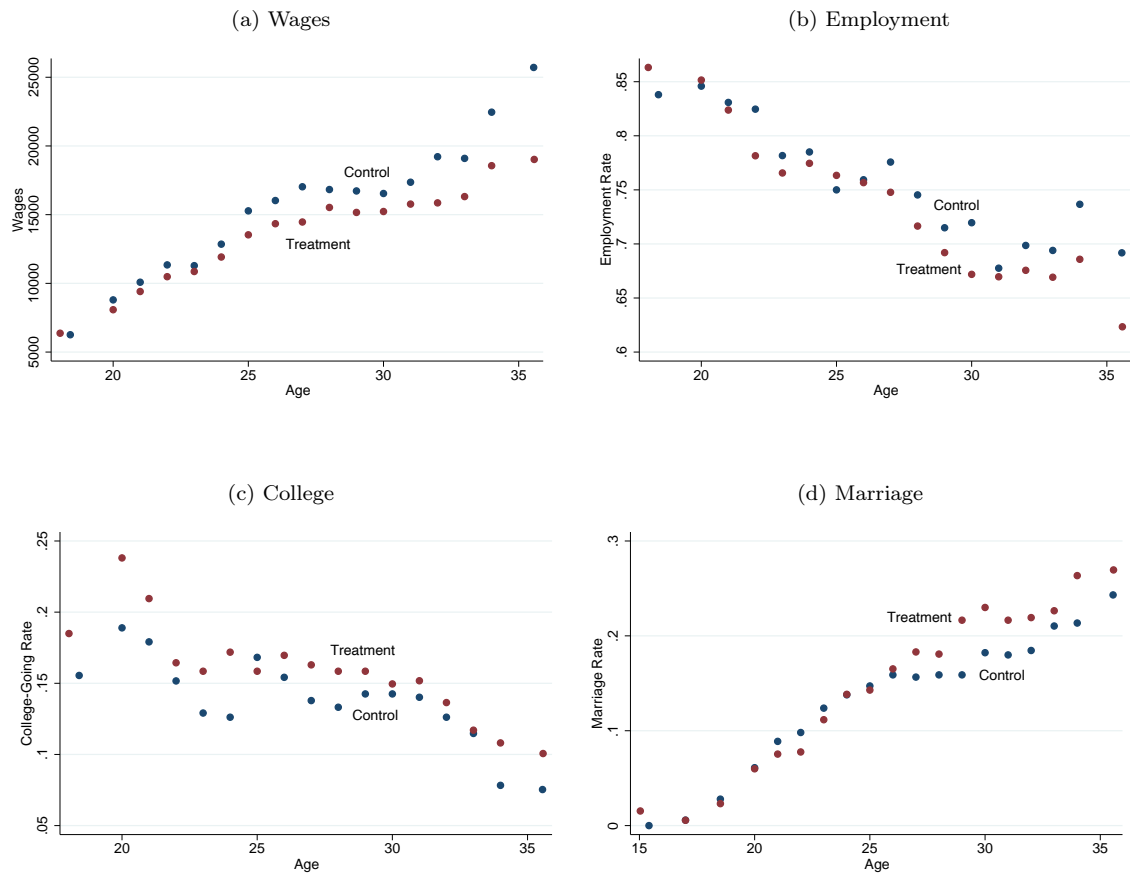 (a) Wages
25000
20000
15000
10000
5000
Wages
Control
Treatment
20 25 30 35
Age
(b) Employment
.85
.8
.75
.7
.65
.6
Employment Rate
Control
Treatment
20 25 30 35
Age
(c) College
.25
.2
.15
.1
.05
College-Going Rate
Treatment
Control
20 25 30 35
Age
(d) Marriage
.3
.2
.1
0
Marriage Rate
Treatment
Control
15 20 25 30 35
Age